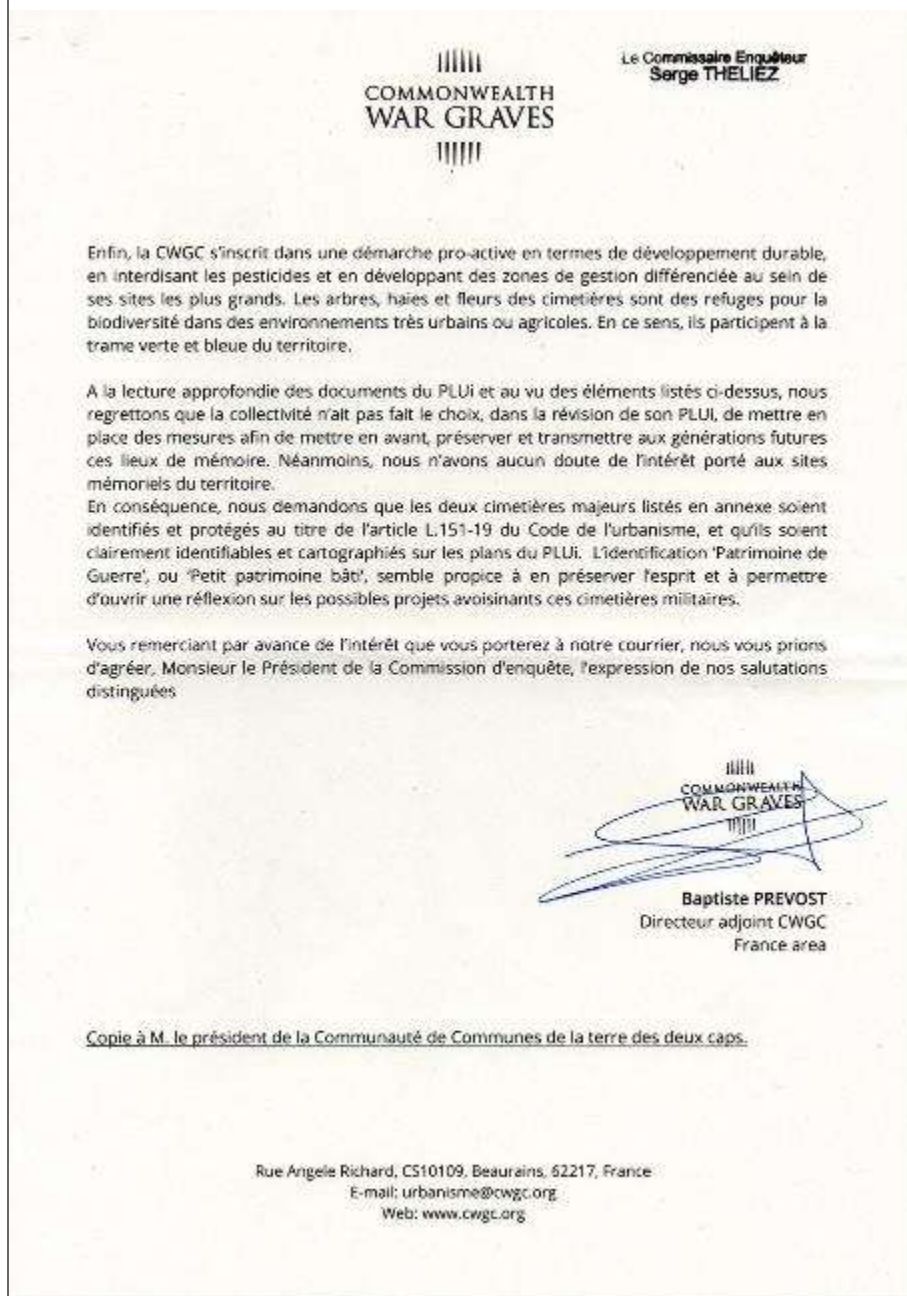 Le Commissaire Enquêteur
Serge THELIEZ
COMMONWEALTH
WAR GRAVES
Enfin, la CWGC s'inscrit dans une démarche pro-active en termes de développement durable,
en interdisant les pesticides et en développant des zones de gestion différenciée au sein de
ses sites les plus grands. Les arbres, haies et fleurs des cimetières sont des refuges pour la
biodiversité dans des environnements très urbains ou agricoles. En ce sens, ils participent à la
trame verte et bleue du territoire.
A la lecture approfondie des documents du PLUi et au vu des éléments listés ci-dessus, nous
regrettons que la collectivité n'ait pas fait le choix, dans la révision de son PLUi, de mettre en
place des mesures afin de mettre en avant, préserver et transmettre aux générations futures
ces lieux de mémoire. Néanmoins, nous n'avons aucun doute de l'intérêt porté aux sites
mémoriels du territoire.
En conséquence, nous demandons que les deux cimetières majeurs listés en annexe soient
identifiés et protégés au titre de l'article L.151-19 du Code de l'urbanisme, et qu'ils soient
clairement identifiables et cartographiés sur les plans du PLUi. L'identification 'Patrimoine de
Guerre', ou 'Petit patrimoine bâti', semble propice à en préserver l'esprit et à permettre
d'ouvrir une réflexion sur les possibles projets avoisinants ces cimetières militaires.
Vous remerciant par avance de l'intérêt que vous porterez à notre courrier, nous vous prions
d'agréer, Monsieur le Président de la Commission d'enquête, l'expression de nos salutations
distinguées
COMMONWEALTH
WAR GRAVES
Baptiste PREVOST
Directeur adjoint CWGC
France area
Copie à M. le président de la Communauté de Communes de la terre des deux caps.
Rue Angele Richard, CS10109, Beaurains, 62217, France
E-mail: urbanisme@cwgc.org
Web: www.cwgc.org